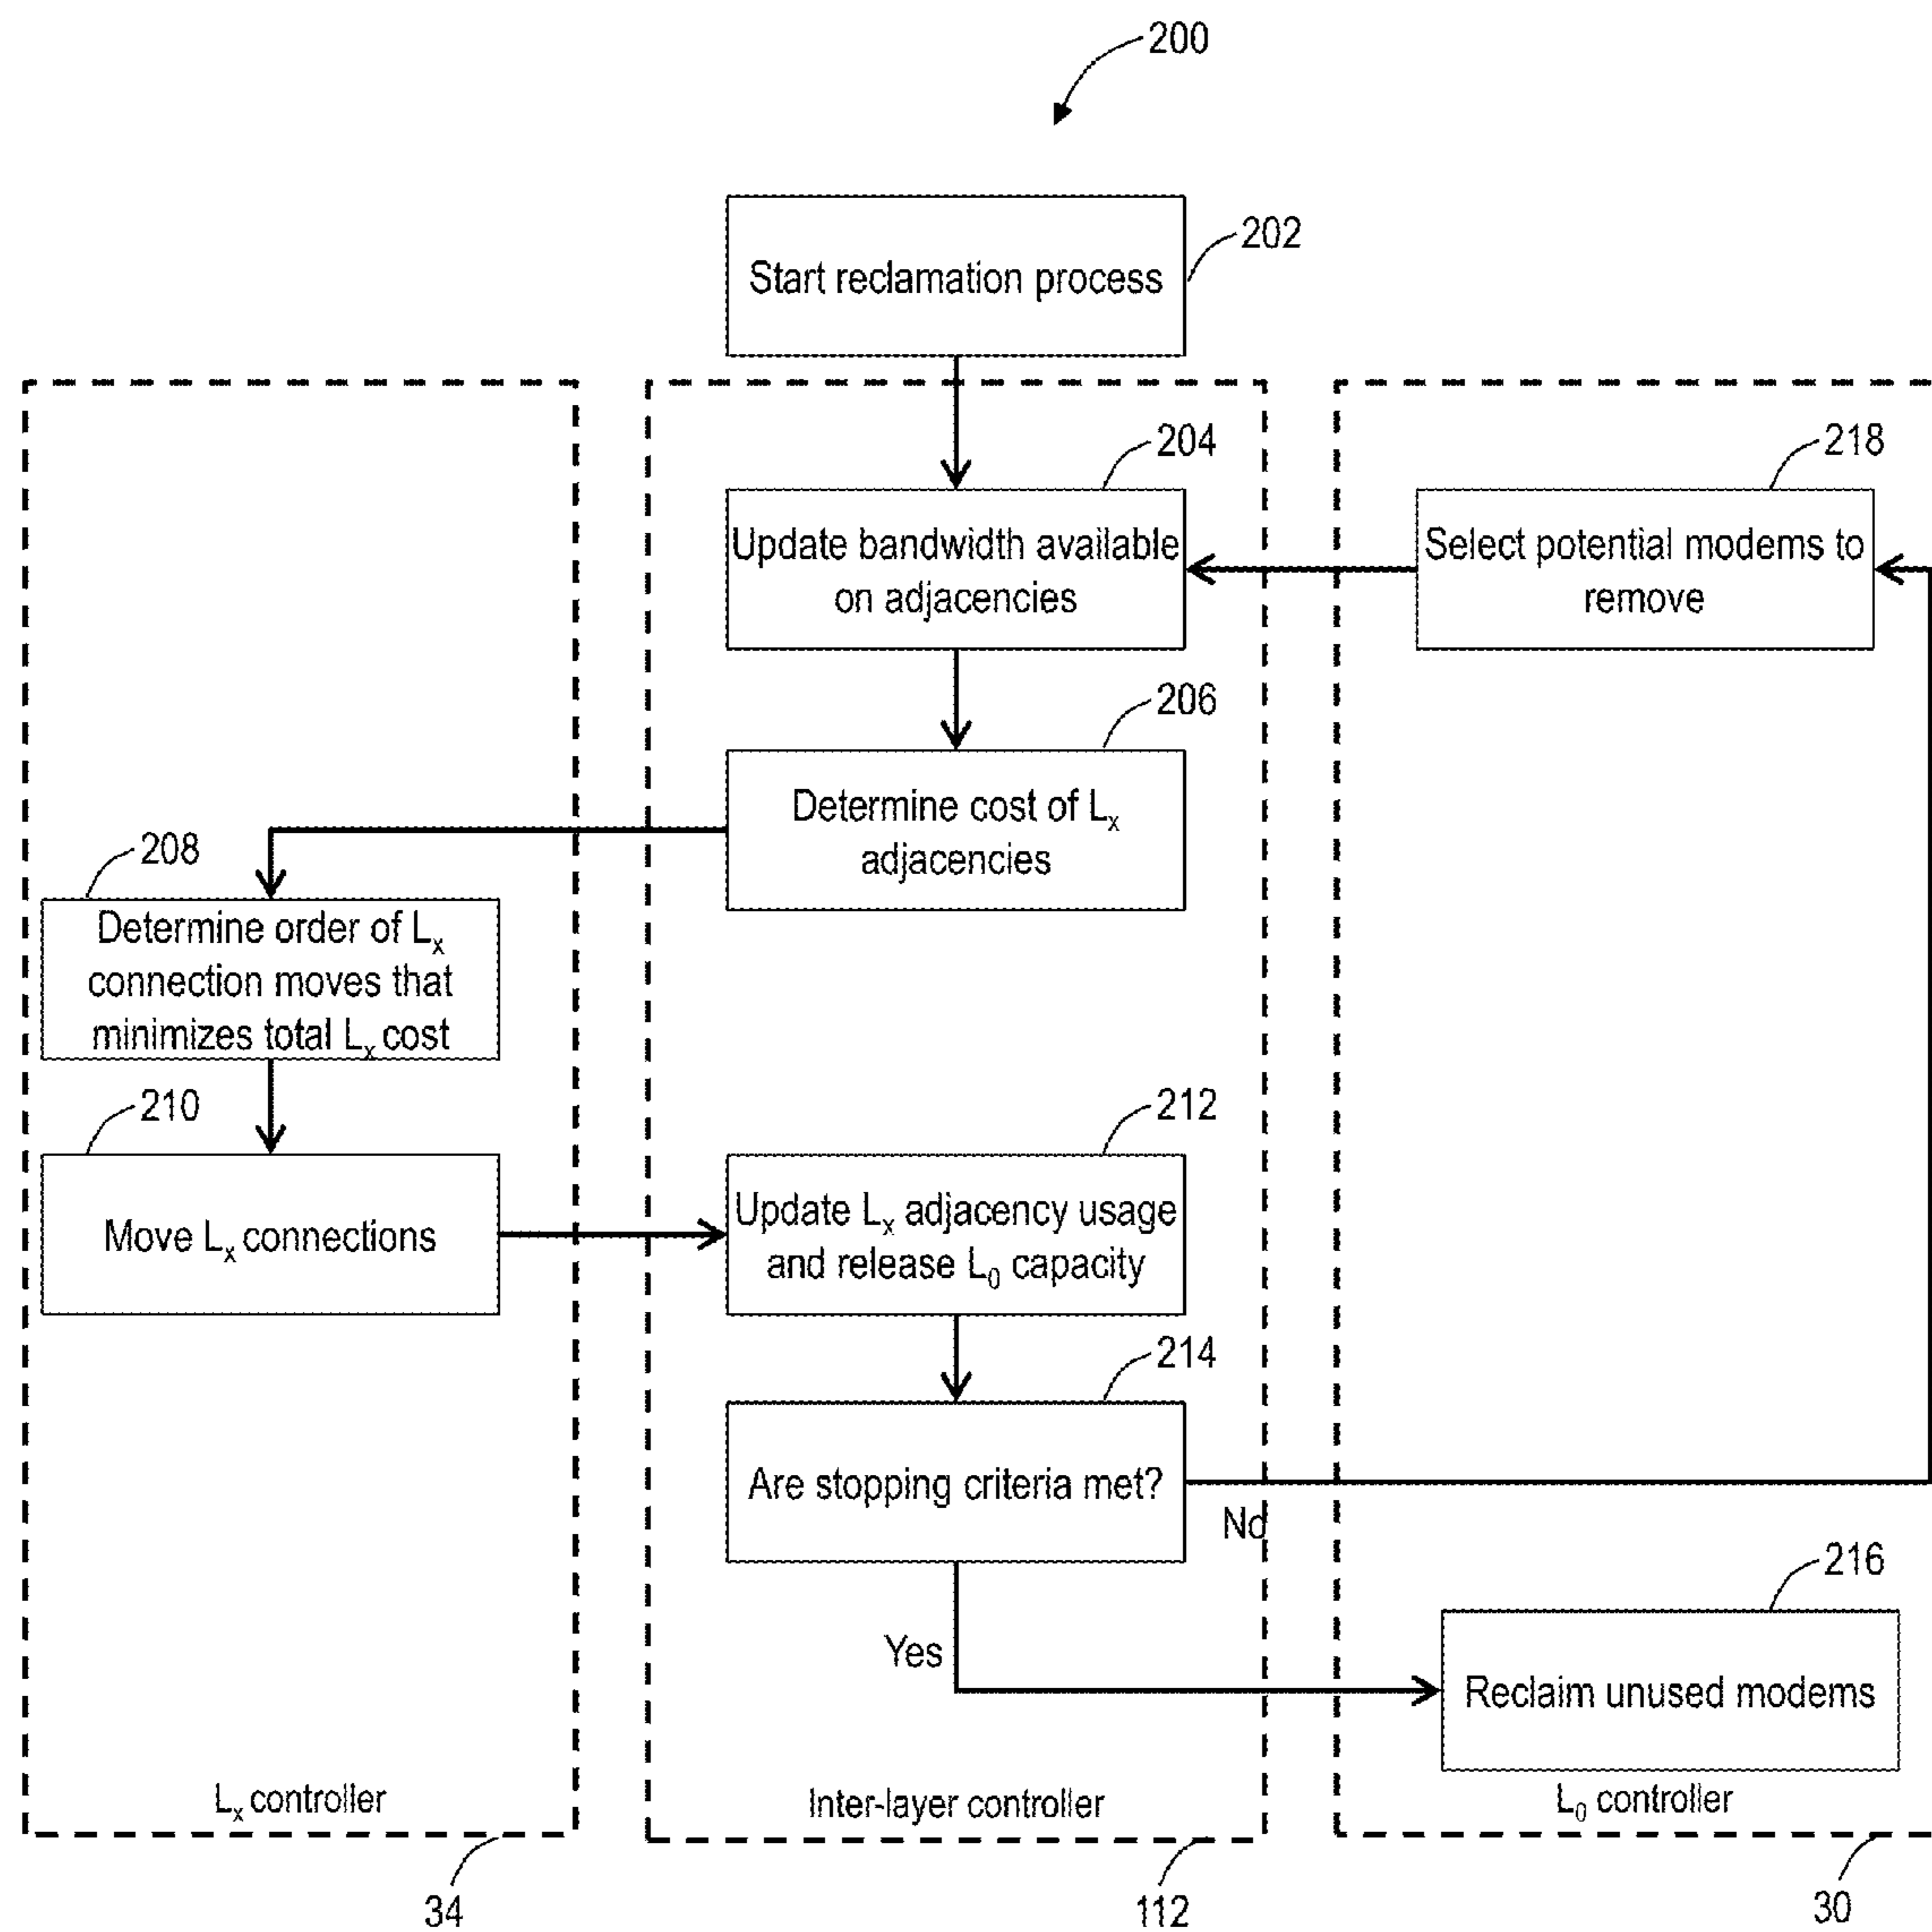 200
202
Start reclamation process
204
218
Update bandwidth available
on adjacencies
Select potential modems to
remove
206
Determine cost of Lx
adjacencies
208
Determine order of Lx
connection moves that
minimizes total Lx cost
210
212
Move Lx connections
Update Lx adjacency usage
and release L0 capacity
214
Are stopping criteria met?
No
216
Yes
Reclaim unused modems
Lx controller
Inter-layer controller
L0 controller
34
112
30